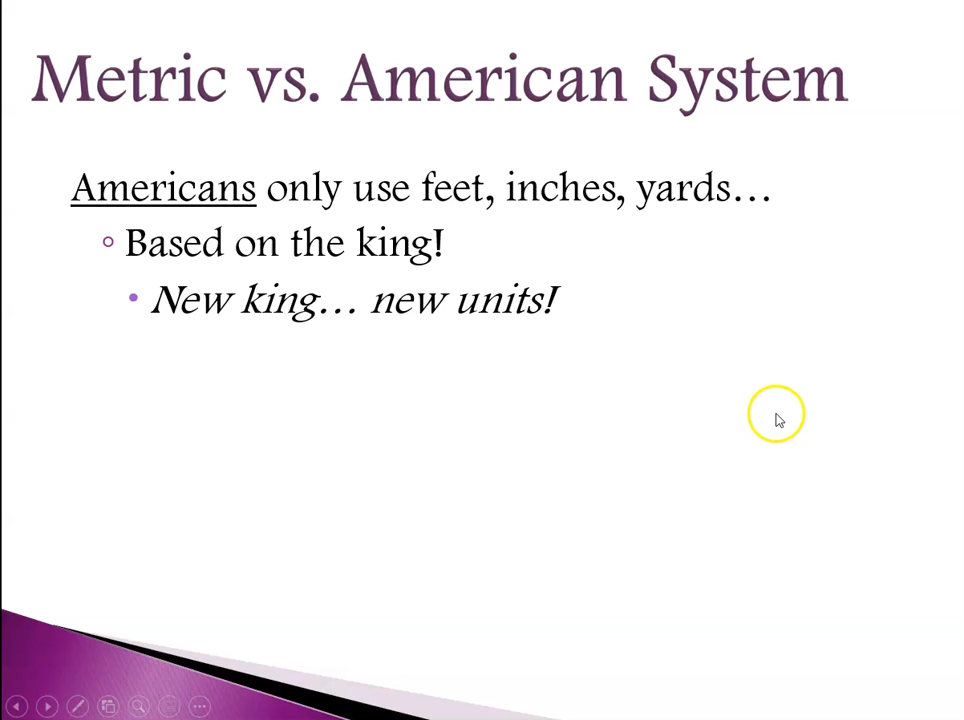 Metric vs. American System
Americans only use feet, inches, yards…
Based on the king!
New king… new units!